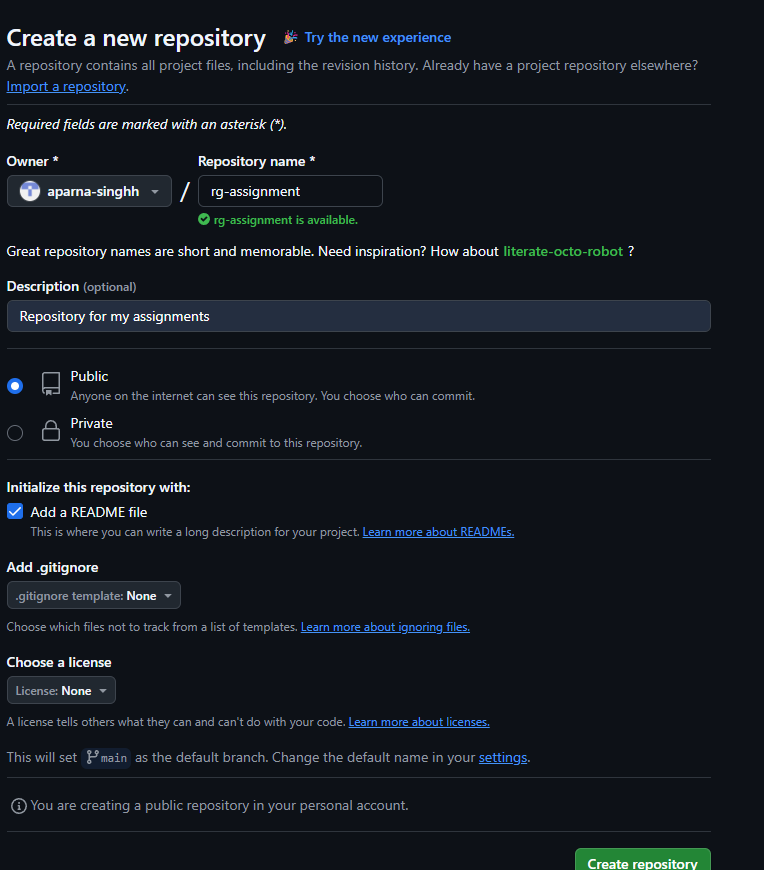 Create a new repository 🎉 Try the new experience
A repository contains all project files, including the revision history. Already have a project repository elsewhere?
Import a repository.
Required fields are marked with an asterisk (*).
Owner * Repository name *
aparna-singhh / rg-assignment
rg-assignment is available.
Great repository names are short and memorable. Need inspiration? How about literate-octo-robot ?
Description (optional)
Repository for my assignments
Public
Anyone on the internet can see this repository. You choose who can commit.
Private
You choose who can see and commit to this repository.
Initialize this repository with:
Add a README file
This is where you can write a long description for your project. Learn more about READMEs.
Add .gitignore
.gitignore template: None
Choose which files not to track from a list of templates. Learn more about ignoring files.
Choose a license
License: None
A license tells others what they can and can't do with your code. Learn more about licenses.
This will set main as the default branch. Change the default name in your settings.
You are creating a public repository in your personal account.
Create repository